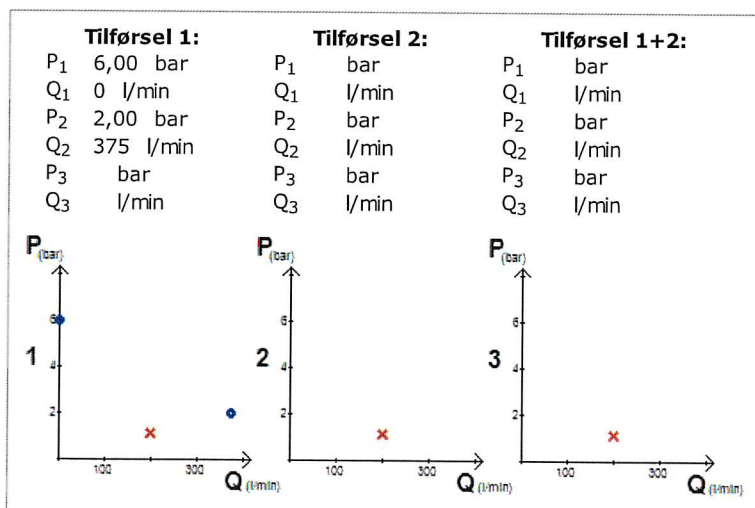 Tilførsel 1: Tilførsel 2: Tilførsel 1+2:
P1 6,00 bar P1 bar P1 bar
Q1 0 l/min Q1 l/min Q1 l/min
P2 2,00 bar P2 bar P2 bar
Q2 375 l/min Q2 l/min Q2 l/min
P3 bar P3 bar P3 bar
Q3 l/min Q3 l/min Q3 l/min
P(bar) P(bar) P(bar)
6 6 6
1 2 3
4 4 4
2 2 2
100 300 100 300 100 300
Q (l/min) Q (l/min) Q (l/min)